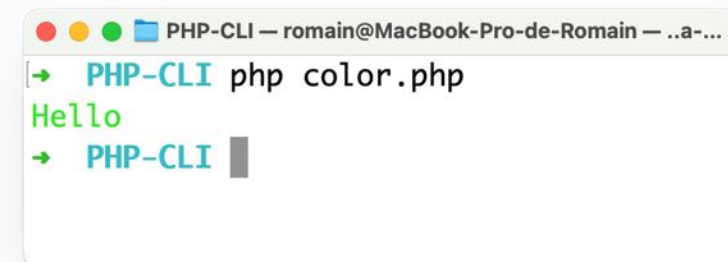 PHP-CLI — romain@MacBook-Pro-de-Romain — ..a-...
[→ PHP-CLI php color.php
Hello
→ PHP-CLI